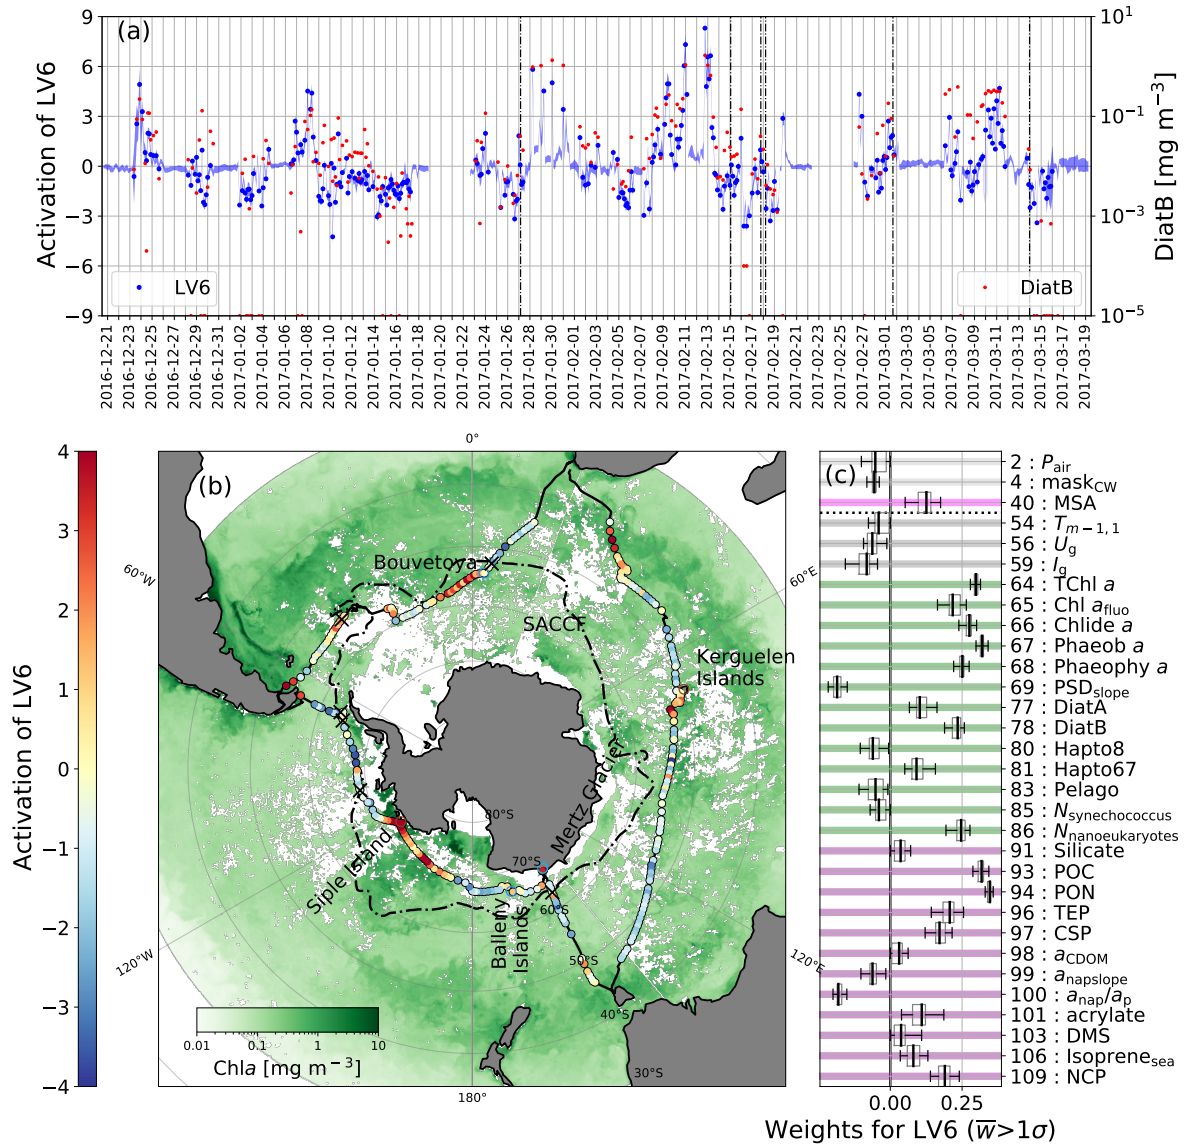 (a)
Activation of LV6
9
6
3
0
−3
−6
−9
10^1
10^−1
10^−3
10^−5
DiatB [mg m^−3]
LV6
DiatB
2016-12-21
2016-12-23
2016-12-25
2016-12-27
2016-12-29
2016-12-31
2017-01-02
2017-01-04
2017-01-06
2017-01-08
2017-01-10
2017-01-12
2017-01-14
2017-01-16
2017-01-18
2017-01-20
2017-01-22
2017-01-24
2017-01-26
2017-01-28
2017-01-30
2017-02-01
2017-02-03
2017-02-05
2017-02-07
2017-02-09
2017-02-11
2017-02-13
2017-02-15
2017-02-17
2017-02-19
2017-02-21
2017-02-23
2017-02-25
2017-02-27
2017-03-01
2017-03-03
2017-03-05
2017-03-07
2017-03-09
2017-03-11
2017-03-13
2017-03-15
2017-03-17
2017-03-19
Activation of LV6
4
3
2
1
0
−1
−2
−3
−4
(b)
0°
60°W
60°E
120°W
120°E
180°
80°S
70°S
60°S
50°S
40°S
30°S
Bouvetoya
SACCF
Kerguelen
Islands
Mertz Glacier
Siple Island
Balleny
Islands
0.01
0.1
1
10
Chla [mg m^−3]
(c)
2 : P_air
4 : mask_CW
40 : MSA
54 : T_m−1,1
56 : U_g
59 : I_g
64 : TChl a
65 : Chl a_fluo
66 : Chlide a
67 : Phaeob a
68 : Phaeophy a
69 : PSD_slope
77 : DiatA
78 : DiatB
80 : Hapto8
81 : Hapto67
83 : Pelago
85 : N_synechococcus
86 : N_nanoeukaryotes
91 : Silicate
93 : POC
94 : PON
96 : TEP
97 : CSP
98 : a_CDOM
99 : a_napslope
100 : a_nap/a_p
101 : acrylate
103 : DMS
106 : Isoprene_sea
109 : NCP
0.00
0.25
Weights for LV6 (w̅>1σ)